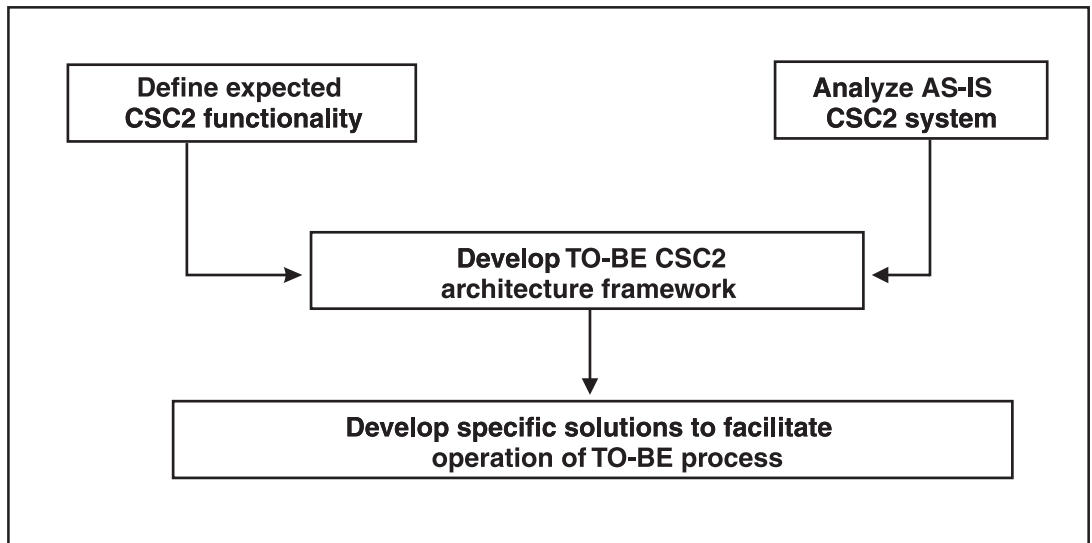 Define expected
CSC2 functionality
Analyze AS-IS
CSC2 system
Develop TO-BE CSC2
architecture framework
Develop specific solutions to facilitate
operation of TO-BE process